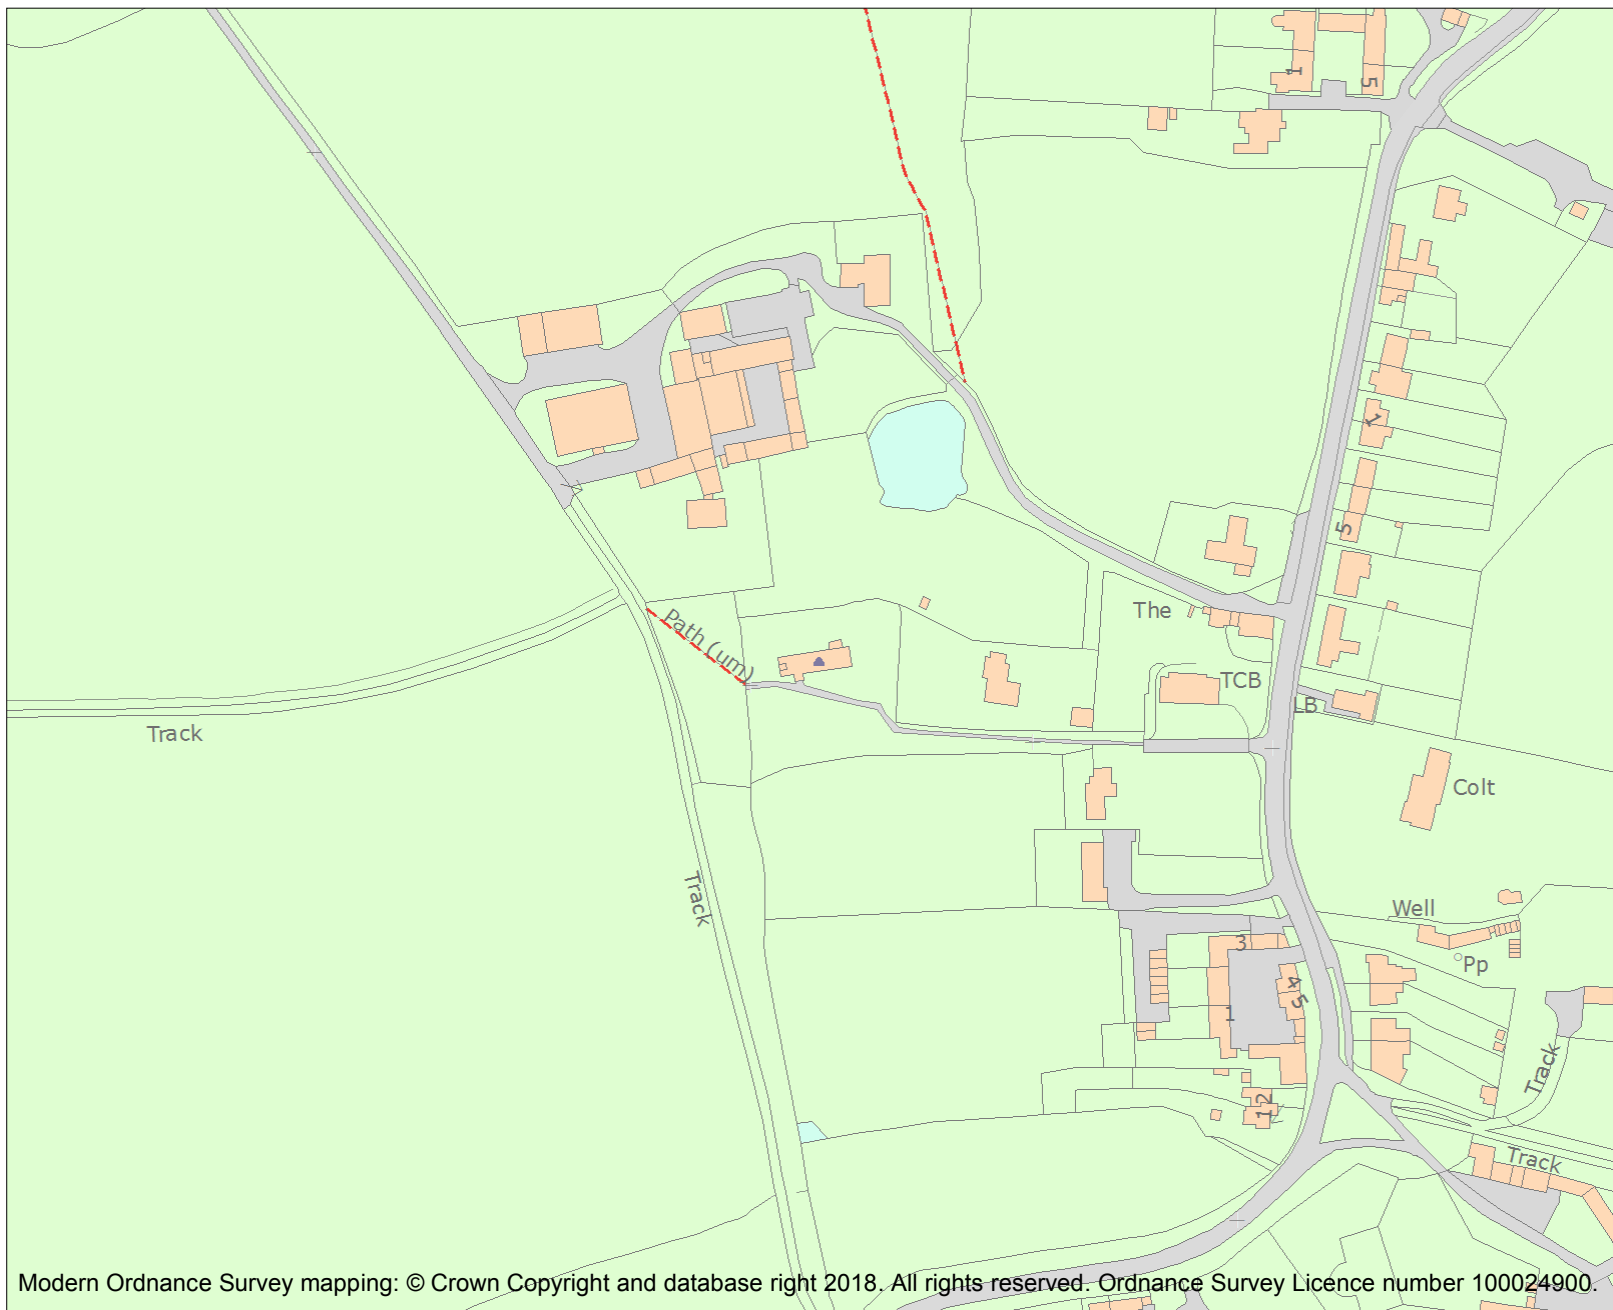 1
5
1
5
Path (um)
The
TCB
LB
Track
Colt
Track
Well
3
Pp
4
5
1
Track
12
Track
Modern Ordnance Survey mapping: © Crown Copyright and database right 2018. All rights reserved. Ordnance Survey Licence number 100024900.